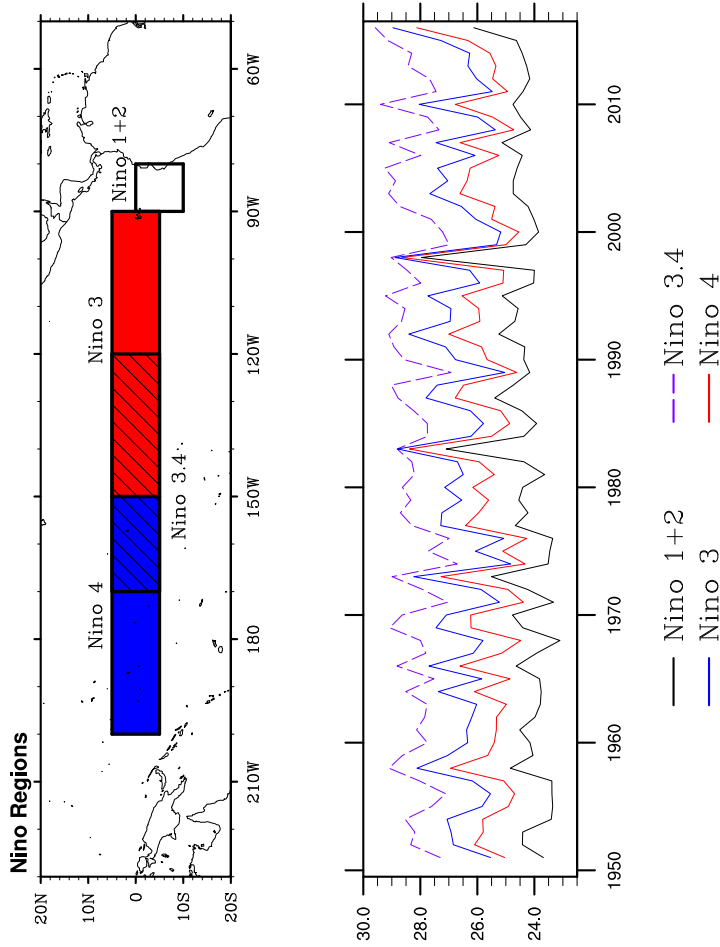 Nino Regions
20N
10N
0
10S
20S
210W
180
150W
120W
90W
60W
Nino 4
Nino 3.4
Nino 3
Nino 1+2
30.0
28.0
26.0
24.0
1950
1960
1970
1980
1990
2000
2010
Nino 1+2
Nino 3.4
Nino 3
Nino 4